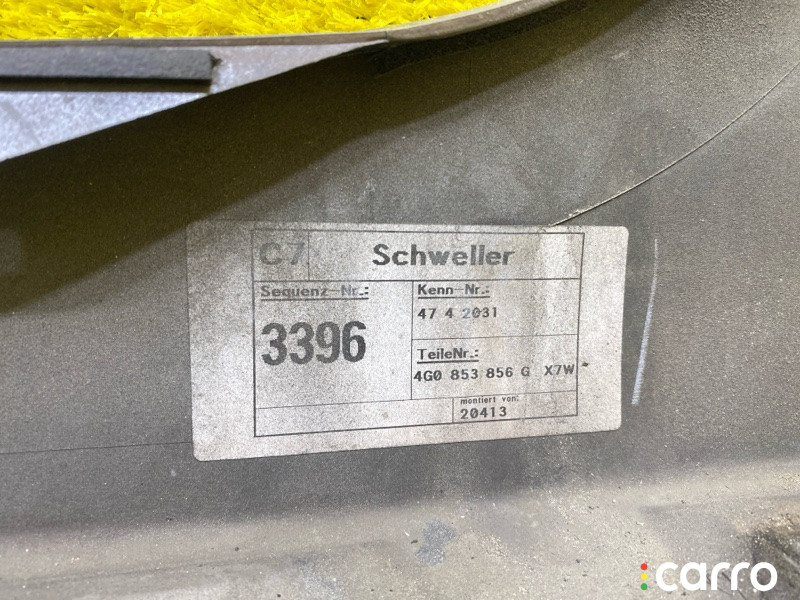 C7 Schweller
Sequenz-Nr.:
3396
Kenn-Nr.:
47 4 2031
TeileNr.:
4G0 853 856 G X7W
montiert von:
20413
carro